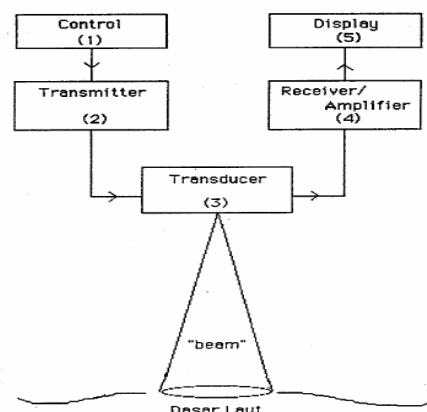 Control
(1)
Display
(5)
Transmitter
(2)
Receiver/
Amplifier
(4)
Transducer
(3)
"beam"
Dasar Laut